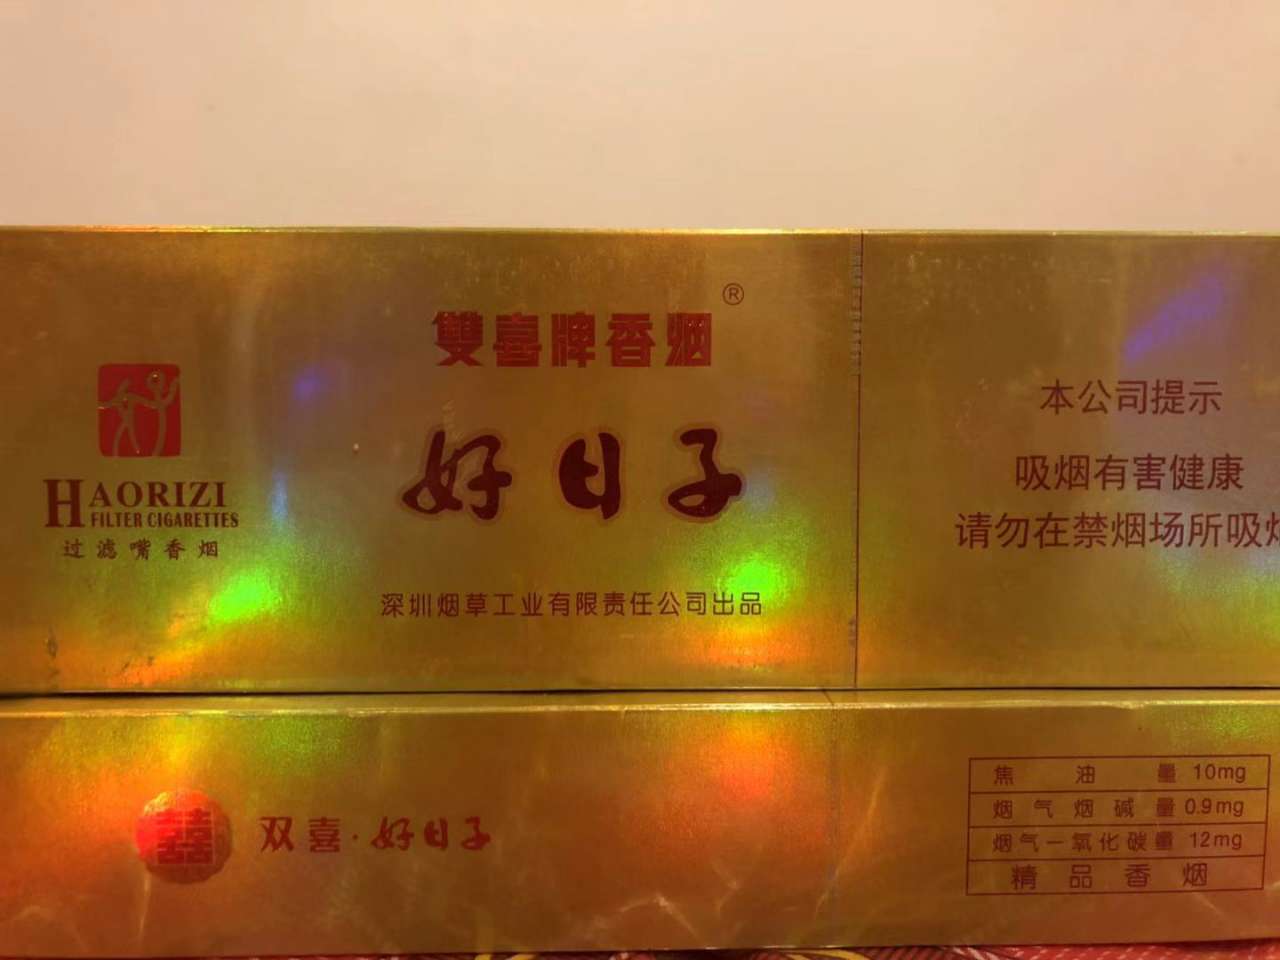 雙喜牌香烟®
好日子
HAORIZI
FILTER CIGARETTES
过滤嘴香烟
深圳烟草工业有限责任公司出品
本公司提示
吸烟有害健康
请勿在禁烟场所吸烟
囍
双喜·好日子
焦油量 10mg
烟气烟碱量 0.9mg
烟气一氧化碳量 12mg
精品香烟